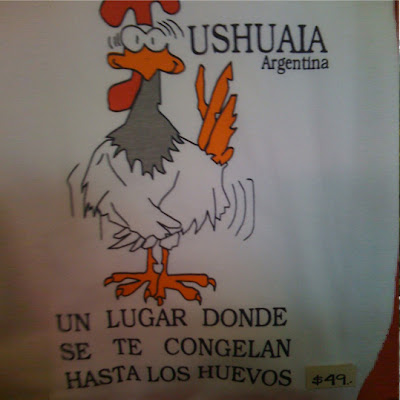 USHUAIA
Argentina
UN LUGAR DONDE
SE TE CONGELAN
HASTA LOS HUEVOS
$49.